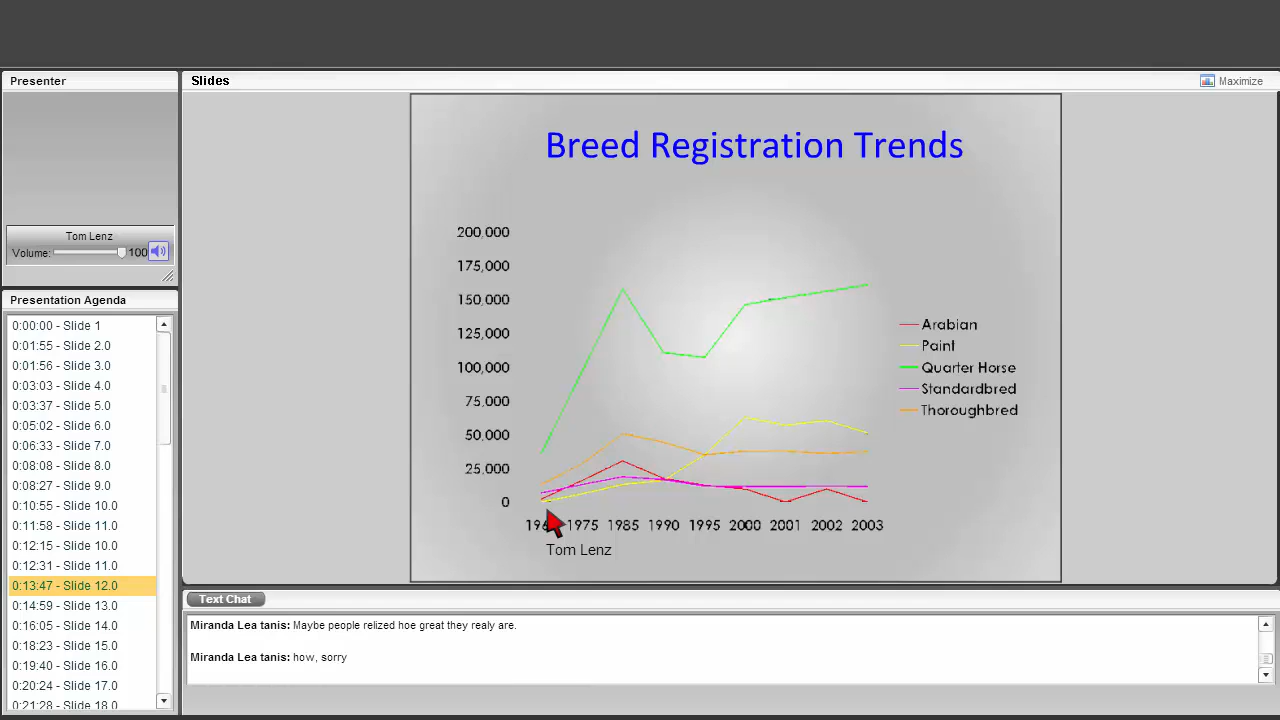 Presenter
Tom Lenz
Volume: 100
Presentation Agenda
0:00:00 - Slide 1
0:01:55 - Slide 2.0
0:01:56 - Slide 3.0
0:03:03 - Slide 4.0
0:03:37 - Slide 5.0
0:05:02 - Slide 6.0
0:06:33 - Slide 7.0
0:08:08 - Slide 8.0
0:08:27 - Slide 9.0
0:10:55 - Slide 10.0
0:11:58 - Slide 11.0
0:12:15 - Slide 10.0
0:12:31 - Slide 11.0
0:13:47 - Slide 12.0
0:14:59 - Slide 13.0
0:16:05 - Slide 14.0
0:18:23 - Slide 15.0
0:19:40 - Slide 16.0
0:20:24 - Slide 17.0
0:21:28 - Slide 18.0
Slides
Maximize
Breed Registration Trends
200,000
175,000
150,000
125,000
100,000
75,000
50,000
25,000
0
1975 1985 1990 1995 2000 2001 2002 2003
Arabian
Paint
Quarter Horse
Standardbred
Thoroughbred
Tom Lenz
Text Chat
Miranda Lea tanis: Maybe people relized hoe great they realy are.
Miranda Lea tanis: how, sorry